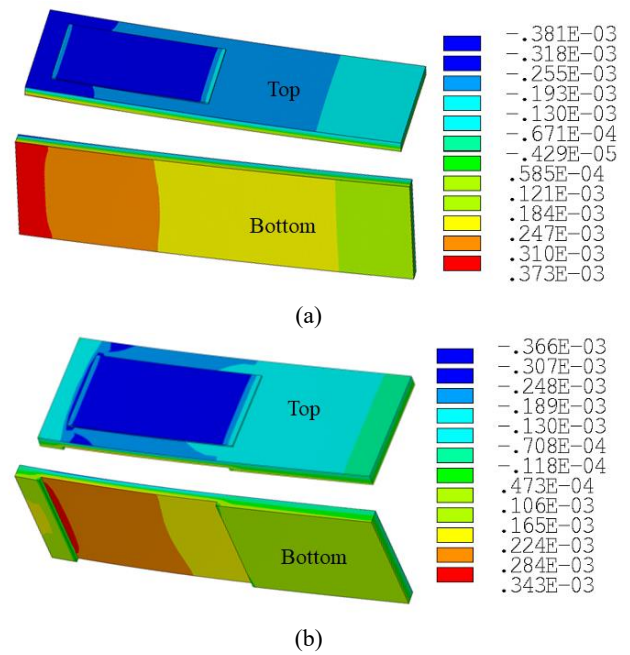 Top
Bottom
-.381E-03
-.318E-03
-.255E-03
-.193E-03
-.130E-03
-.671E-04
-.429E-05
.585E-04
.121E-03
.184E-03
.247E-03
.310E-03
.373E-03
(a)
Top
Bottom
-.366E-03
-.307E-03
-.248E-03
-.189E-03
-.130E-03
-.708E-04
-.118E-04
.473E-04
.106E-03
.165E-03
.224E-03
.284E-03
.343E-03
(b)